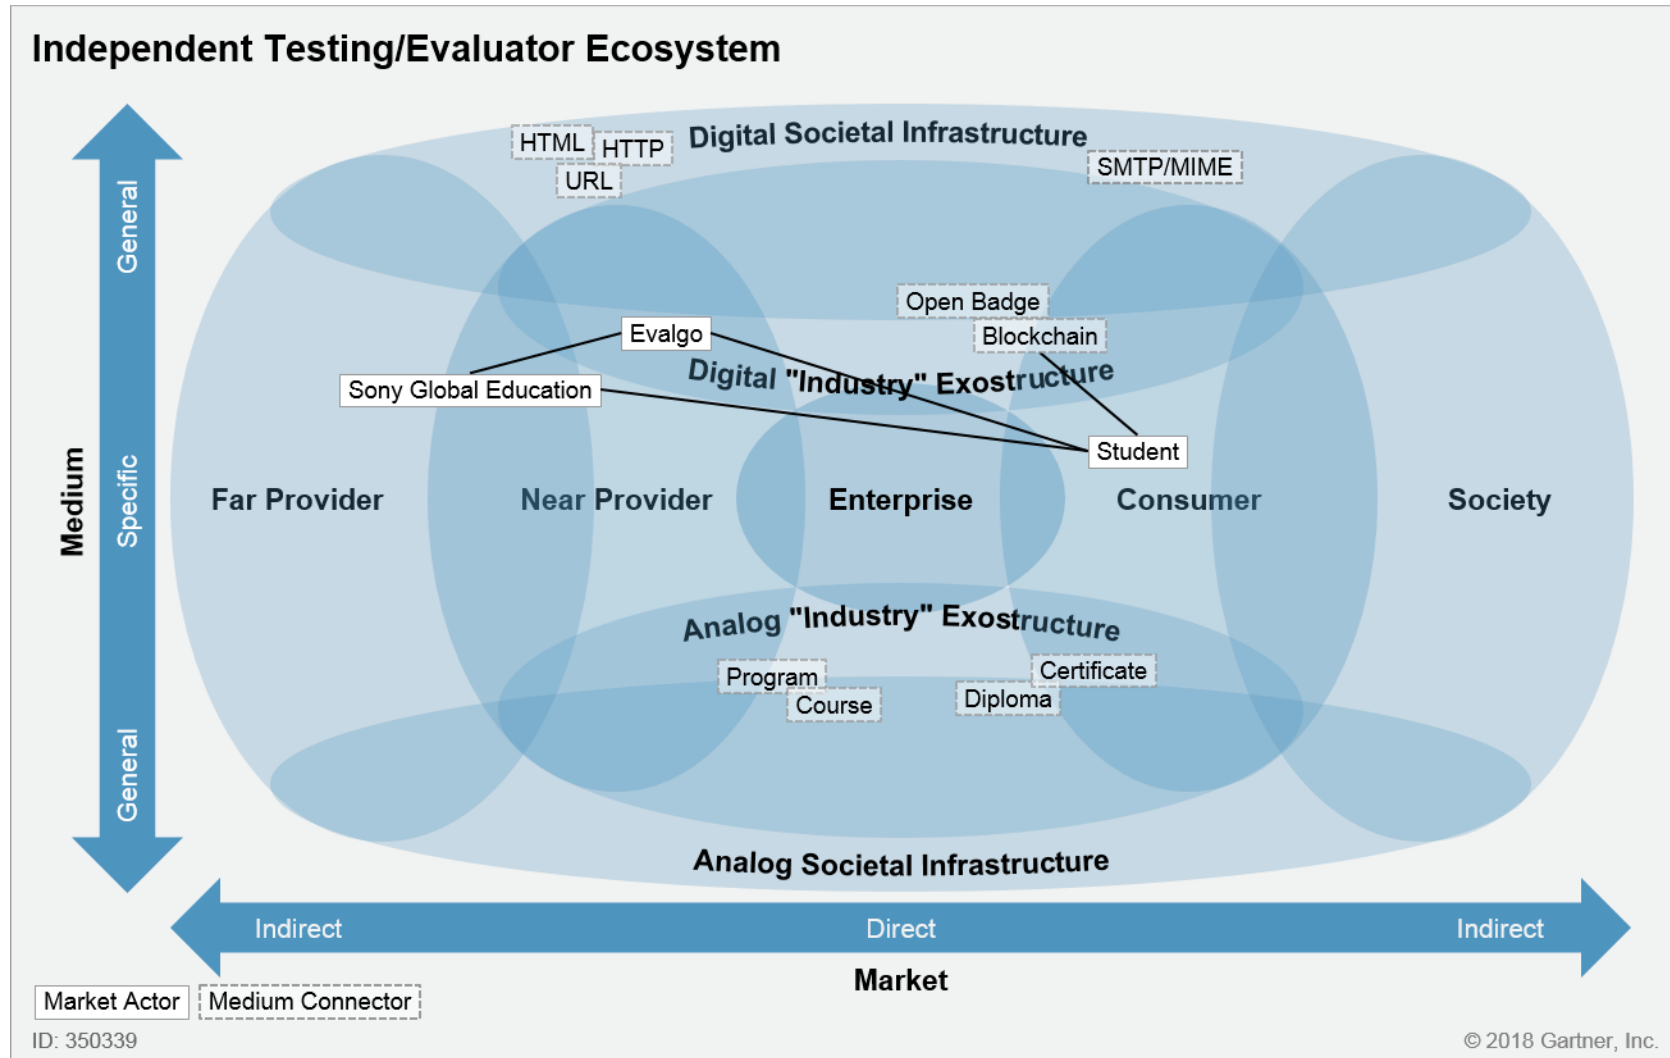 Independent Testing/Evaluator Ecosystem
Digital Societal Infrastructure
HTML
HTTP
URL
SMTP/MIME
General
Open Badge
Blockchain
Evalgo
Digital "Industry" Exostructure
Sony Global Education
Student
Medium
Specific
Far Provider
Near Provider
Enterprise
Consumer
Society
Analog "Industry" Exostructure
Program
Course
Certificate
Diploma
General
Analog Societal Infrastructure
Indirect
Direct
Indirect
Market
Market Actor
Medium Connector
ID: 350339
© 2018 Gartner, Inc.